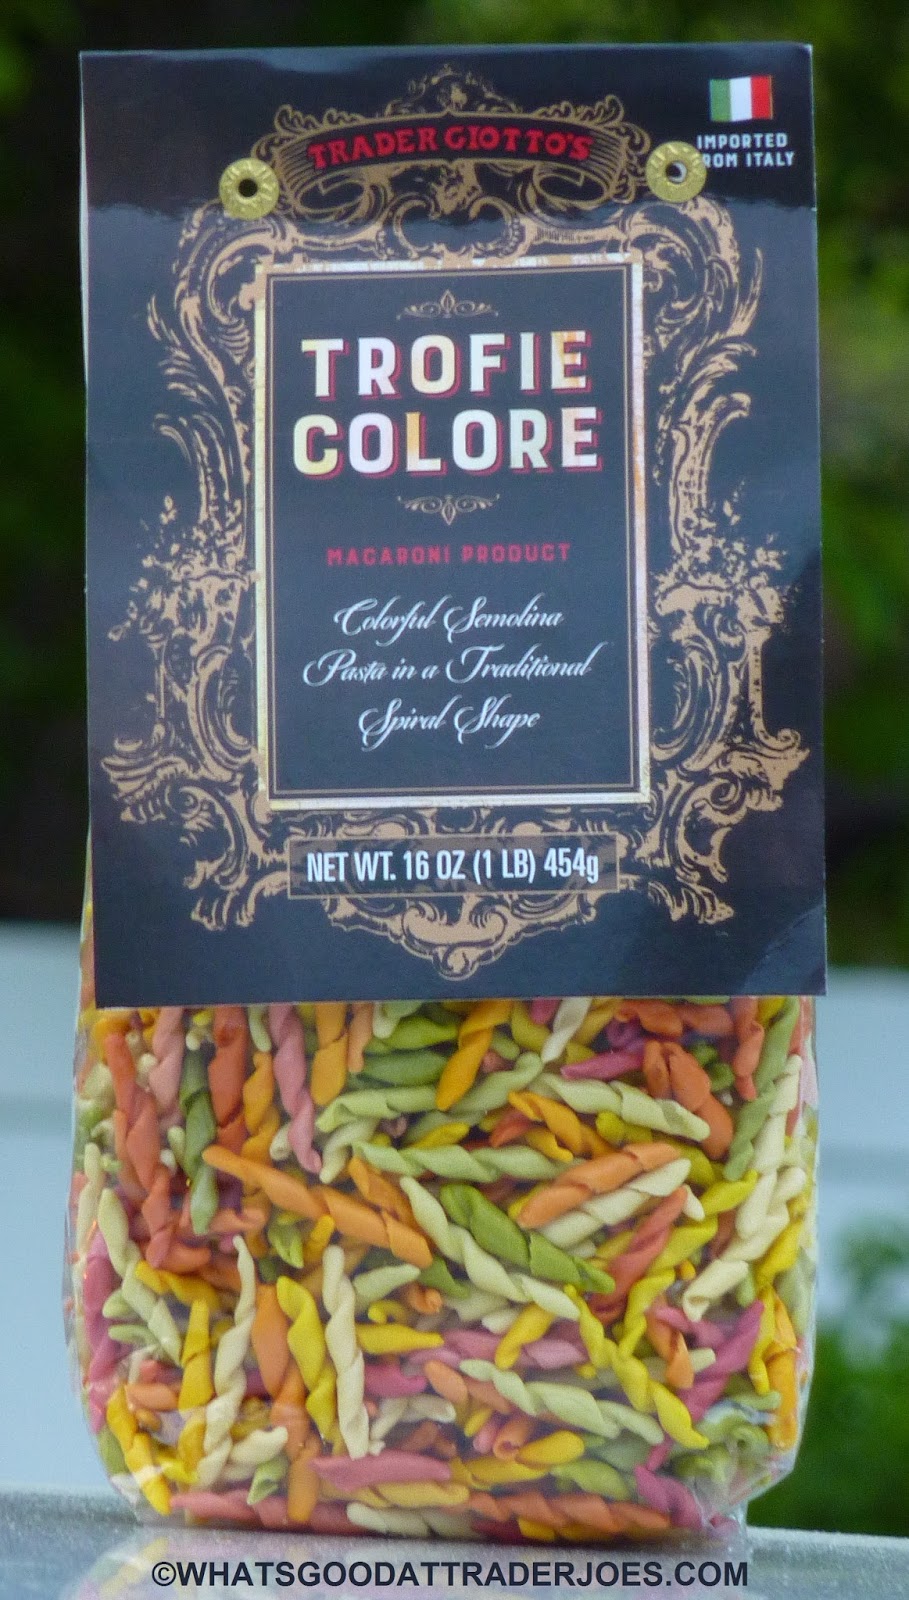 TRADER GIOTTO'S
IMPORTED
FROM ITALY
TROFIE
COLORE
MACARONI PRODUCT
Colorful Semolina
Pasta in a Traditional
Spiral Shape
NET WT. 16 OZ (1 LB) 454g
©WHATSGOODATTRADERJOES.COM